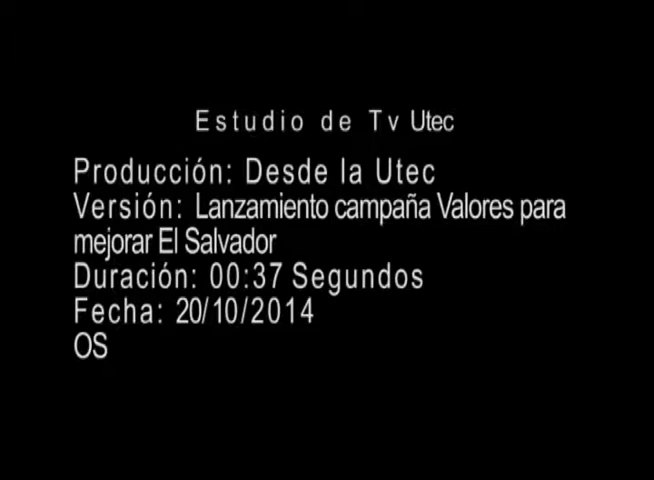 Estudio de Tv Utec
Producción: Desde la Utec
Versión: Lanzamiento campaña Valores para
mejorar El Salvador
Duración: 00:37 Segundos
Fecha: 20/10/2014
OS